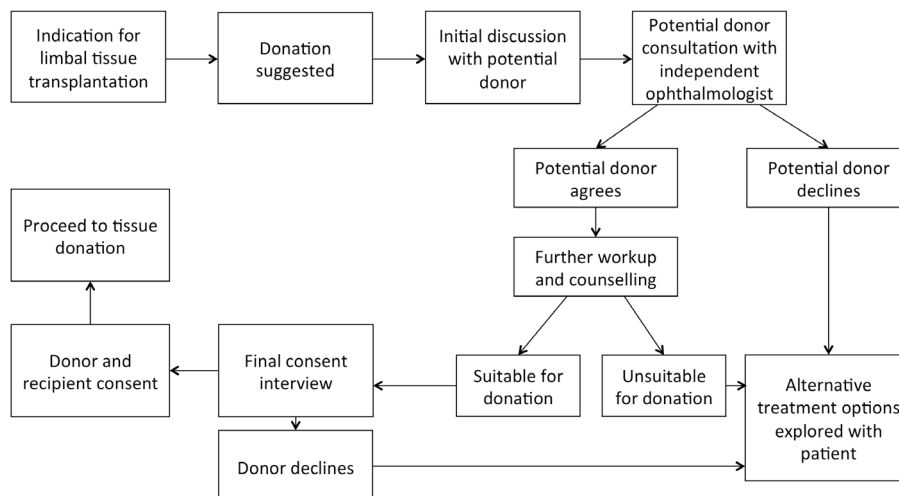 Indication for
limbal tissue
transplantation
Donation
suggested
Initial discussion
with potential
donor
Potential donor
consultation with
independent
ophthalmologist
Potential donor
agrees
Potential donor
declines
Proceed to tissue
donation
Further workup
and counselling
Donor and
recipient consent
Final consent
interview
Suitable for
donation
Unsuitable
for donation
Alternative
treatment options
explored with
patient
Donor declines